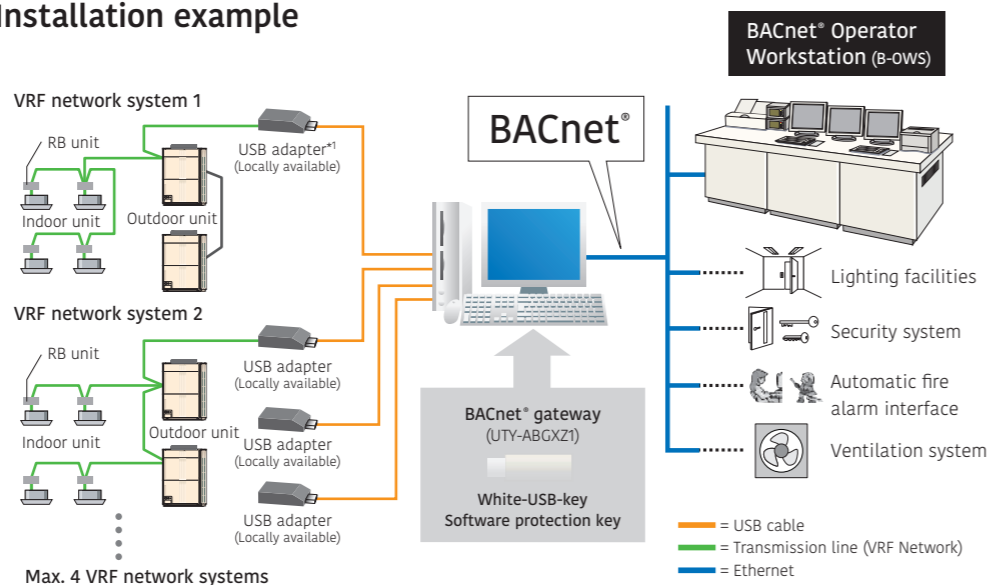 Installation example
BACnet® Operator
Workstation (B-OWS)
VRF network system 1
RB unit
USB adapter*1
(Locally available)
Indoor unit
Outdoor unit
BACnet®
VRF network system 2
RB unit
USB adapter
(Locally available)
Indoor unit
Outdoor unit
USB adapter
(Locally available)
USB adapter
(Locally available)
Max. 4 VRF network systems
BACnet® gateway
(UTY-ABGXZ1)
White-USB-key
Software protection key
Lighting facilities
Security system
Automatic fire
alarm interface
Ventilation system
= USB cable
= Transmission line (VRF Network)
= Ethernet